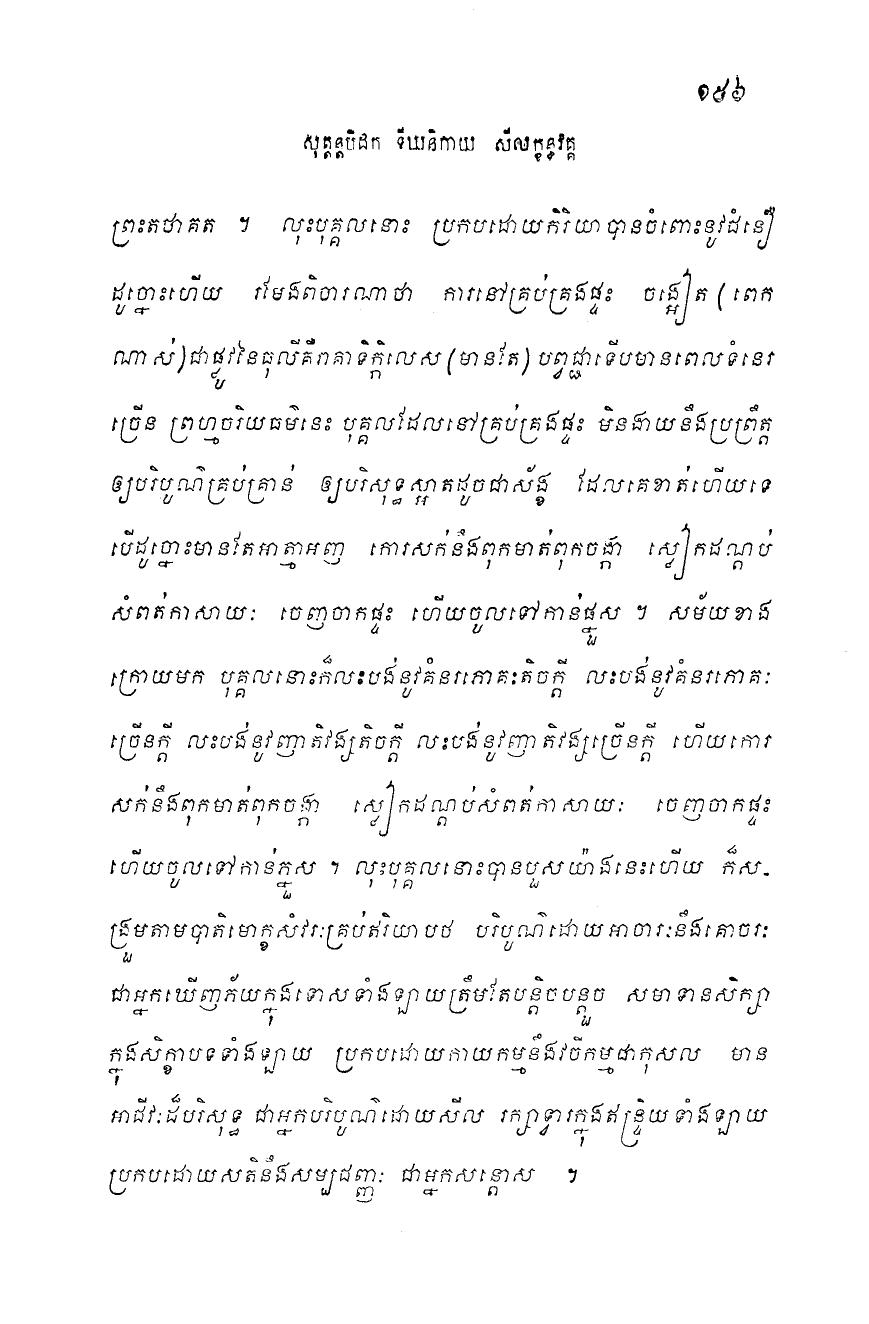 ១៥៦
សុត្តន្តបិដក ទីឃនិកាយ សីលក្ខន្ធវគ្គ
ព្រះតថាគត ។ លុះបុគ្គលនោះ ប្រកបដោយកិរិយាបានចំពោះនូវជំនឿ
ដូច្នោះហើយ រមែងពិចារណាថា ការនៅគ្រប់គ្រងផ្ទះ ចង្អៀត (ពេក
ណាស់) ជាផ្លូវនៃធុលីគឺរាគាទិក្កិលេស (មានតែ) បព្វជ្ជាទើបមានពេលទំនេរ
ច្រើន ព្រហ្មចរិយធម៌នេះ បុគ្គលដែលនៅគ្រប់គ្រងផ្ទះ មិនងាយនឹងប្រព្រឹត្ត
ឲ្យបរិបូណ៌គ្រប់គ្រាន់ ឲ្យបរិសុទ្ធស្អាតដូចជាស័ង្ខ ដែលគេខាត់ហើយទេ
បើដូច្នោះមានតែអាត្មាអញ កោរសក់នឹងពុកមាត់ពុកចង្កា ស្លៀកដណ្តប់
សំពត់កាសាយៈ ចេញចាកផ្ទះ ហើយចូលទៅកាន់ផ្នួស ។ សម័យខាង
ក្រោយមក បុគ្គលនោះក៏លះបង់នូវគំនរភោគៈតិចក្តី លះបង់នូវគំនរភោគៈ
ច្រើនក្តី លះបង់នូវញាតិវង្សតិចក្តី លះបង់នូវញាតិវង្សច្រើនក្តី ហើយកោរ
សក់នឹងពុកមាត់ពុកចង្កា ស្លៀកដណ្តប់សំពត់កាសាយៈ ចេញចាកផ្ទះ
ហើយចូលទៅកាន់ភ្នួស ។ លុះបុគ្គលនោះបានបួសយ៉ាងនេះហើយ ក៏ស-
ង្រួមតាមបាតិមោក្ខសំវរៈគ្រប់ឥរិយាបថ បរិបូណ៌ដោយអាចារៈនឹងគោចរៈ
ជាអ្នកឃើញភ័យក្នុងទោសទាំងឡាយត្រឹមតែបន្តិចបន្តួច សមាទានសិក្សា
ក្នុងសិក្ខាបទទាំងឡាយ ប្រកបដោយកាយកម្មនឹងវចីកម្មជាកុសល មាន
អាជីវៈដ៏បរិសុទ្ធ ជាអ្នកបរិបូណ៌ដោយសីល រក្សាទ្វារក្នុងឥន្ទ្រិយទាំងឡាយ
ប្រកបដោយសតិនឹងសម្បជញ្ញៈ ជាអ្នកសន្តោស ។